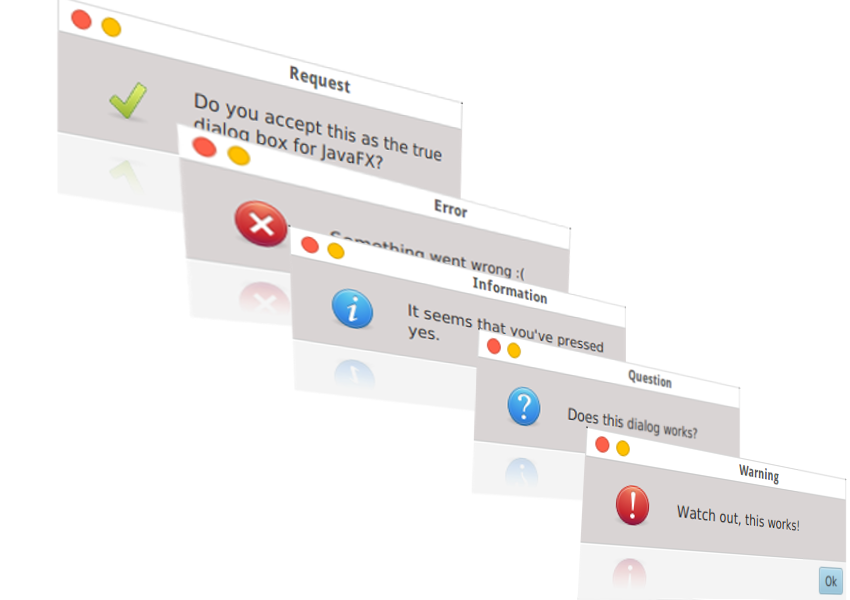 Request
Do you accept this as the true
dialog box for JavaFX?
Error
Something went wrong :(
Information
It seems that you've pressed
yes.
Question
Does this dialog works?
Warning
Watch out, this works!
Ok